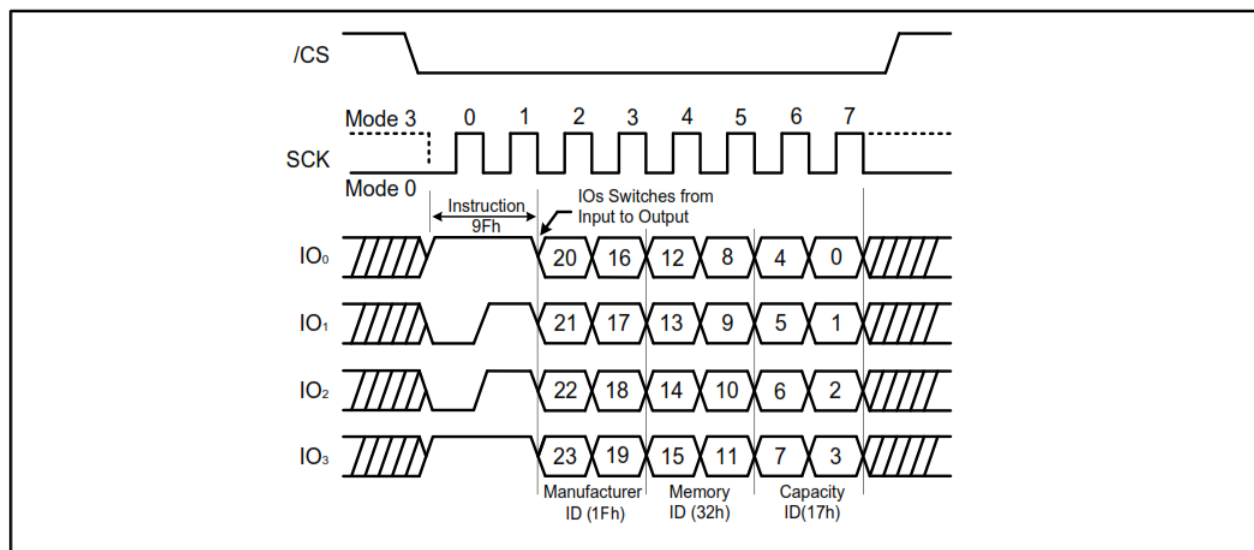 /CS
Mode 3 0 1 2 3 4 5 6 7
SCK
Mode 0
Instruction
9Fh
IOs Switches from
Input to Output
IO₀ 20 16 12 8 4 0
IO₁ 21 17 13 9 5 1
IO₂ 22 18 14 10 6 2
IO₃ 23 19 15 11 7 3
Manufacturer
ID (1Fh)
Memory
ID (32h)
Capacity
ID(17h)